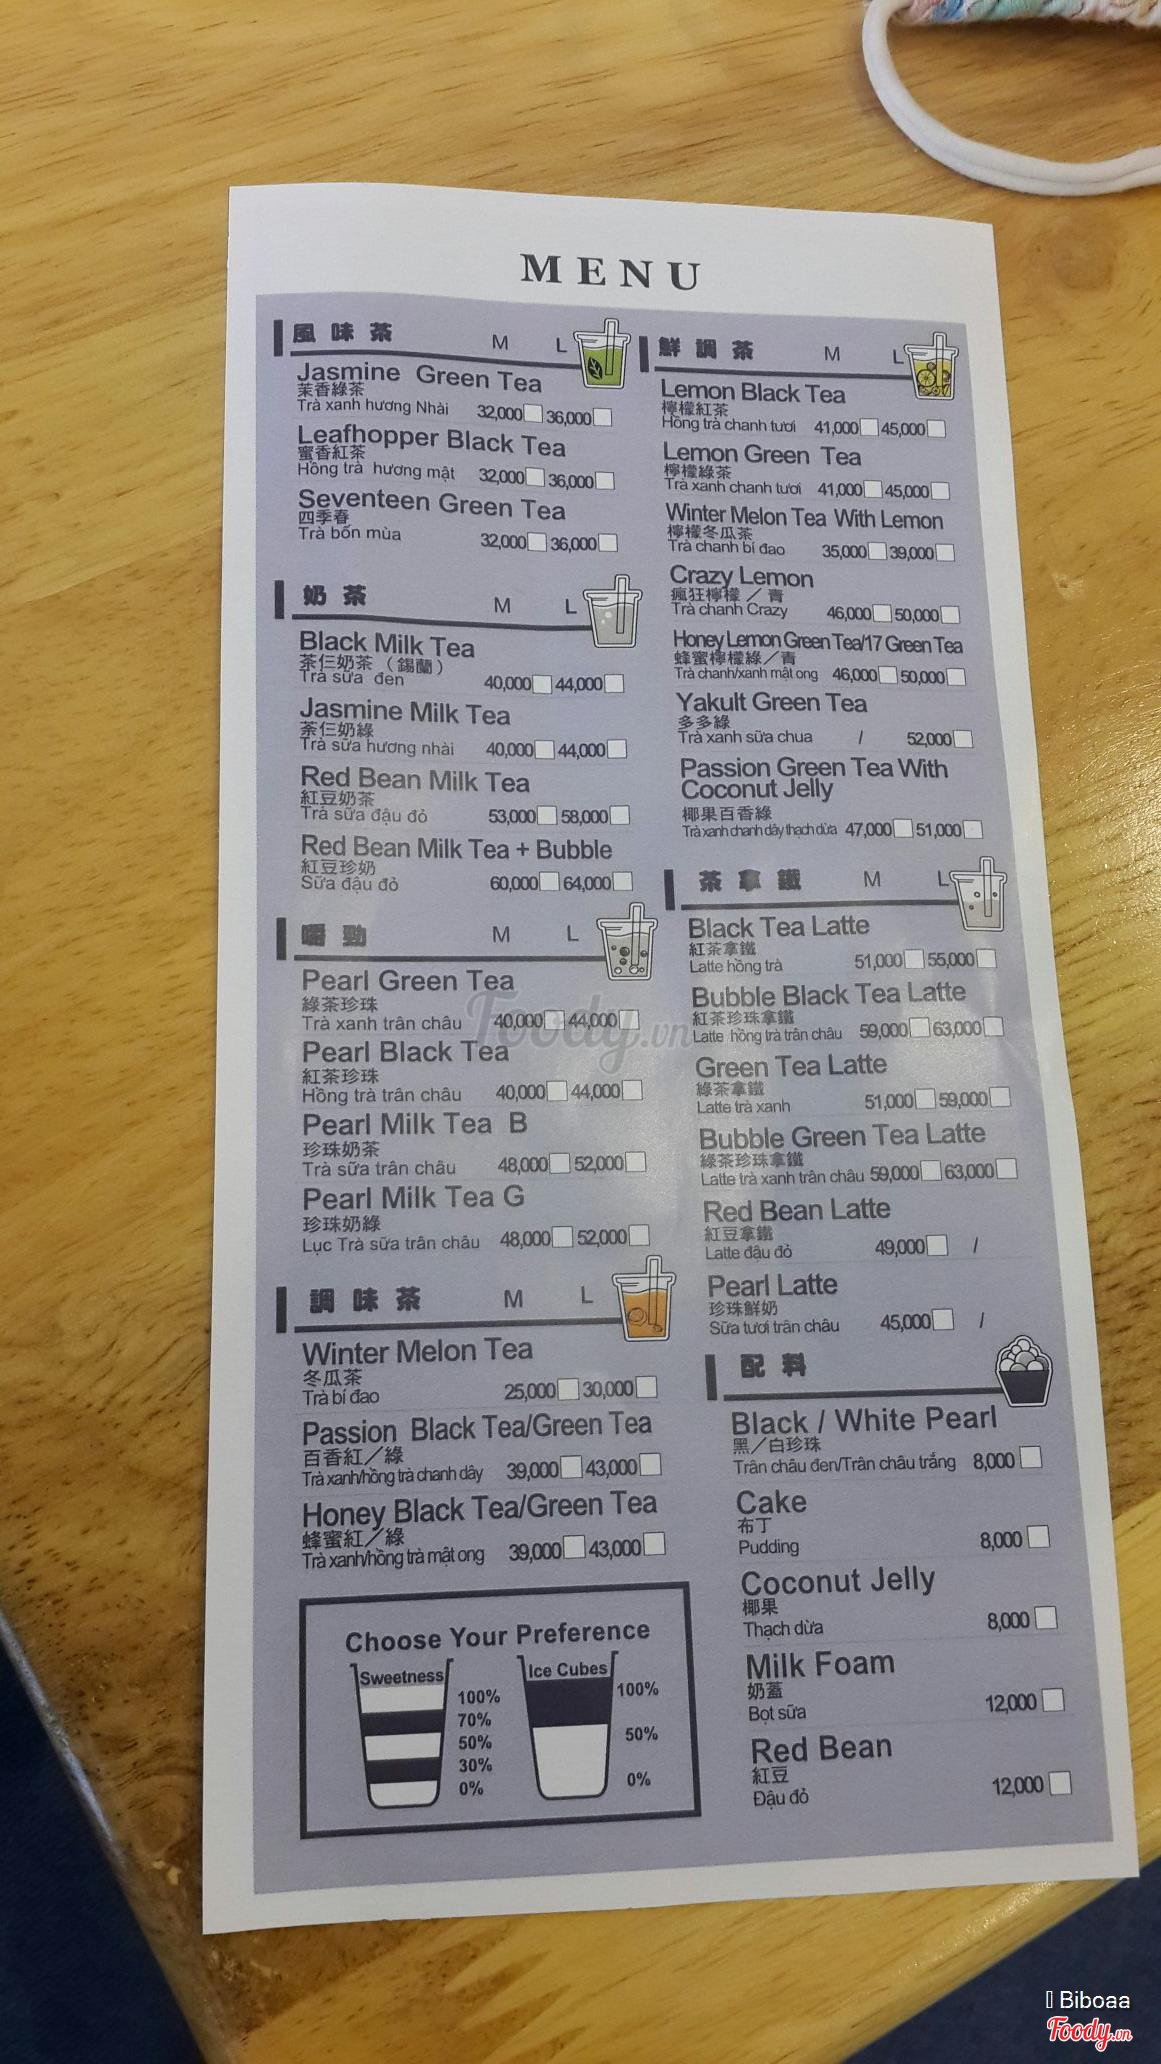 MENU
風味茶 M L
Jasmine Green Tea
茉香綠茶
Trà xanh hương Nhài 32,000 36,000
Leafhopper Black Tea
蜜香紅茶
Hồng trà hương mật 32,000 36,000
Seventeen Green Tea
四季春
Trà bốn mùa 32,000 36,000
奶茶 M L
Black Milk Tea
茶仨奶茶（錫蘭）
Trà sữa đen 40,000 44,000
Jasmine Milk Tea
茶仨奶綠
Trà sữa hương nhài 40,000 44,000
Red Bean Milk Tea
紅豆奶茶
Trà sữa đậu đỏ 53,000 58,000
Red Bean Milk Tea + Bubble
紅豆珍奶
Sữa đậu đỏ 60,000 64,000
嚼勁 M L
Pearl Green Tea
綠茶珍珠
Trà xanh trân châu 40,000 44,000
Pearl Black Tea
紅茶珍珠
Hồng trà trân châu 40,000 44,000
Pearl Milk Tea B
珍珠奶茶
Trà sữa trân châu 48,000 52,000
Pearl Milk Tea G
珍珠奶綠
Lục Trà sữa trân châu 48,000 52,000
調味茶 M L
Winter Melon Tea
冬瓜茶
Trà bí đao 25,000 30,000
Passion Black Tea/Green Tea
百香紅／綠
Trà xanh/hồng trà chanh dây 39,000 43,000
Honey Black Tea/Green Tea
蜂蜜紅／綠
Trà xanh/hồng trà mật ong 39,000 43,000
Choose Your Preference
Sweetness
100%
70%
50%
30%
0%
Ice Cubes
100%
50%
0%
鮮調茶 M L
Lemon Black Tea
檸檬紅茶
Hồng trà chanh tươi 41,000 45,000
Lemon Green Tea
檸檬綠茶
Trà xanh chanh tươi 41,000 45,000
Winter Melon Tea With Lemon
檸檬冬瓜茶
Trà chanh bí đao 35,000 39,000
Crazy Lemon
瘋狂檸檬／青
Trà chanh Crazy 46,000 50,000
Honey Lemon Green Tea/17 Green Tea
蜂蜜檸檬綠／青
Trà chanh/xanh mật ong 46,000 50,000
Yakult Green Tea
多多綠
Trà xanh sữa chua / 52,000
Passion Green Tea With
Coconut Jelly
椰果百香綠
Trà xanh chanh dây thạch dừa 47,000 51,000
茶拿鐵 M L
Black Tea Latte
紅茶拿鐵
Latte hồng trà 51,000 55,000
Bubble Black Tea Latte
紅茶珍珠拿鐵
Latte hồng trà trân châu 59,000 63,000
Green Tea Latte
綠茶拿鐵
Latte trà xanh 51,000 59,000
Bubble Green Tea Latte
綠茶珍珠拿鐵
Latte trà xanh trân châu 59,000 63,000
Red Bean Latte
紅豆拿鐵
Latte đậu đỏ 49,000 /
Pearl Latte
珍珠鮮奶
Sữa tươi trân châu 45,000 /
配料
Black / White Pearl
黑／白珍珠
Trân châu đen/Trân châu trắng 8,000
Cake
布丁
Pudding 8,000
Coconut Jelly
椰果
Thạch dừa 8,000
Milk Foam
奶蓋
Bọt sữa 12,000
Red Bean
紅豆
Đậu đỏ 12,000
Foody.vn
Biboaa
Foody.vn